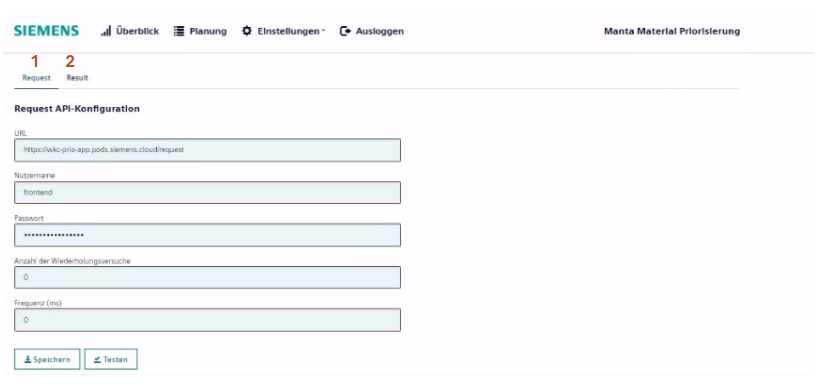 SIEMENS Überblick Planung EInstellungen Ausloggen Manta Material Priorisierung
1 2
Request Result
Request API-Konfiguration
URL
https://wkc-prio-app.pods.siemens.cloud/request
Nutzername
frontend
Passwort
••••••••••••••••
Anzahl der Wiederholungsversuche
0
Frequenz (ms)
0
Speichern Testen